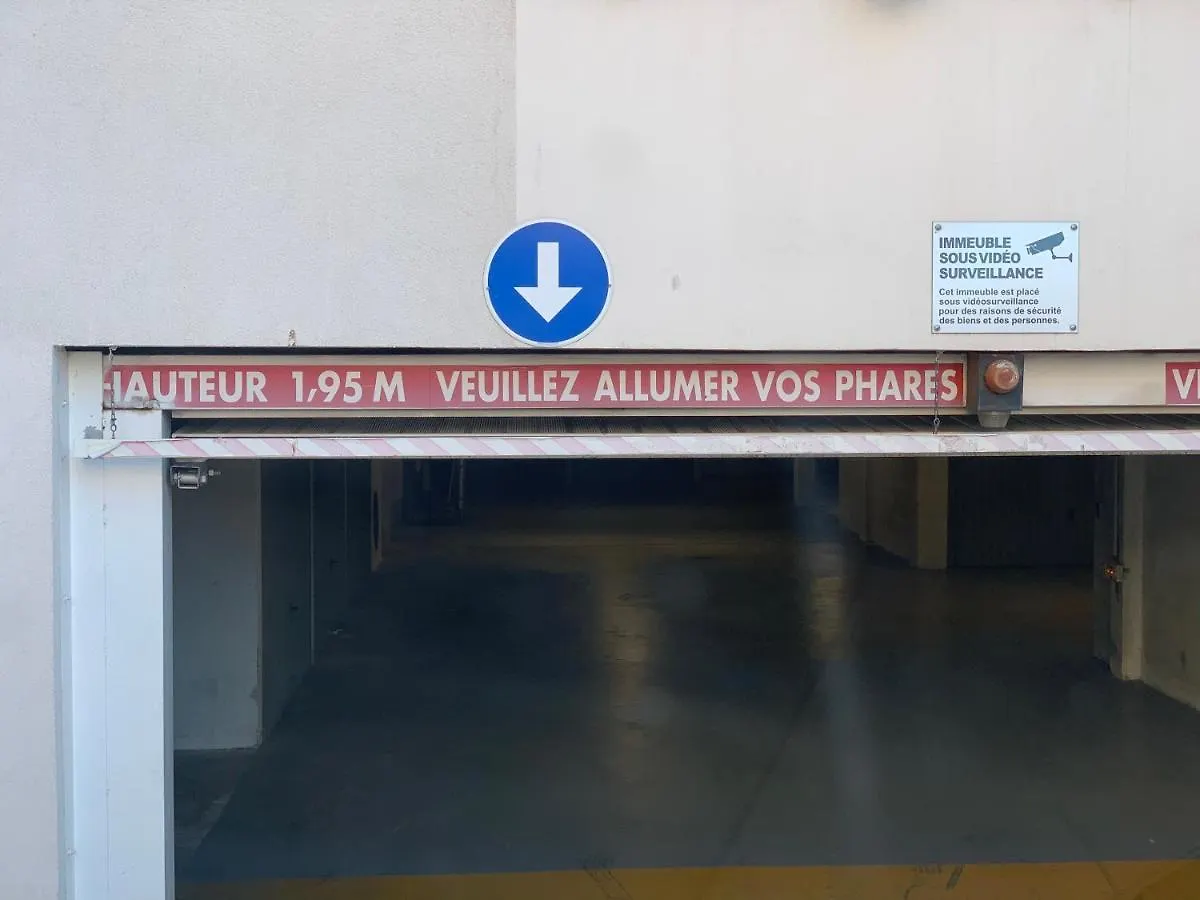 IMMEUBLE
SOUS VIDÉO
SURVEILLANCE
Cet immeuble est placé
sous vidéosurveillance
pour des raisons de sécurité
des biens et des personnes.
HAUTEUR 1,95 M VEUILLEZ ALLUMER VOS PHARES